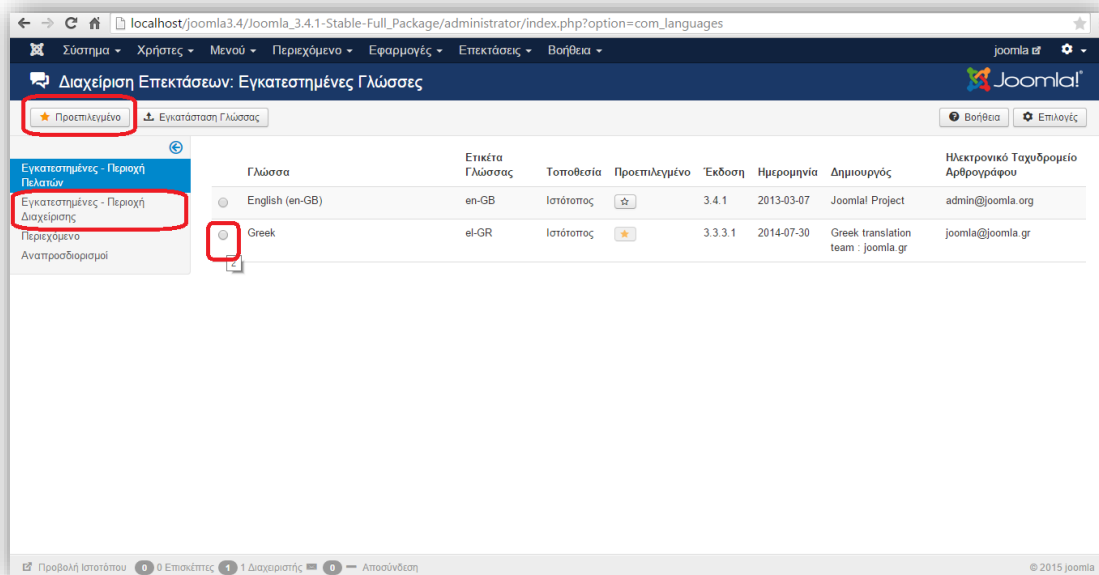 localhost/joomla3.4/Joomla_3.4.1-Stable-Full_Package/administrator/index.php?option=com_languages
Σύστημα Χρήστες Μενού Περιεχόμενο Εφαρμογές Επεκτάσεις Βοήθεια joomla
Διαχείριση Επεκτάσεων: Εγκατεστημένες Γλώσσες Joomla!
Προεπιλεγμένο Εγκατάσταση Γλώσσας Βοήθεια Επιλογές
Εγκατεστημένες - Περιοχή
Πελατών
Εγκατεστημένες - Περιοχή
Διαχείρισης
Περιεχόμενο
Αναπροσδιορισμοί
Γλώσσα Ετικέτα Γλώσσας Τοποθεσία Προεπιλεγμένο Έκδοση Ημερομηνία Δημιουργός Ηλεκτρονικό Ταχυδρομείο Αρθρογράφου
English (en-GB) en-GB Ιστότοπος 3.4.1 2013-03-07 Joomla! Project admin@joomla.org
Greek el-GR Ιστότοπος 3.3.3.1 2014-07-30 Greek translation team : joomla.gr joomla@joomla.gr
2
Προβολή Ιστοτόπου 0 0 Επισκέπτες 1 1 Διαχειριστής 0 Αποσύνδεση © 2015 joomla